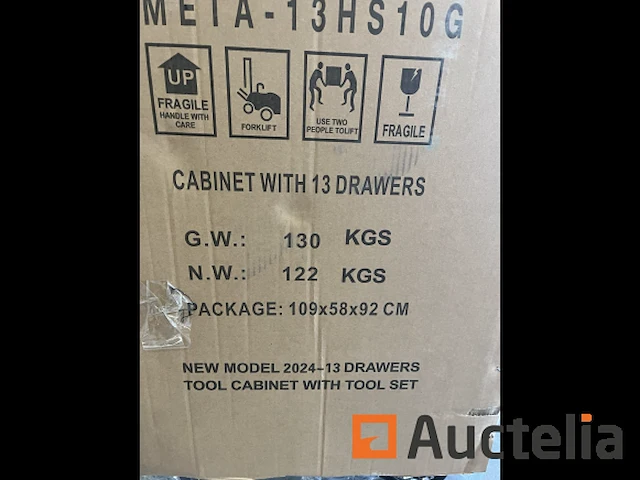 META-13HS10G
UP
FRAGILE
HANDLE WITH
CARE
FORKLIFT
USE TWO
PEOPLE TOLIFT
FRAGILE
CABINET WITH 13 DRAWERS
G.W.: 130 KGS
N.W.: 122 KGS
PACKAGE: 109x58x92 CM
NEW MODEL 2024-13 DRAWERS
TOOL CABINET WITH TOOL SET
Auctelia